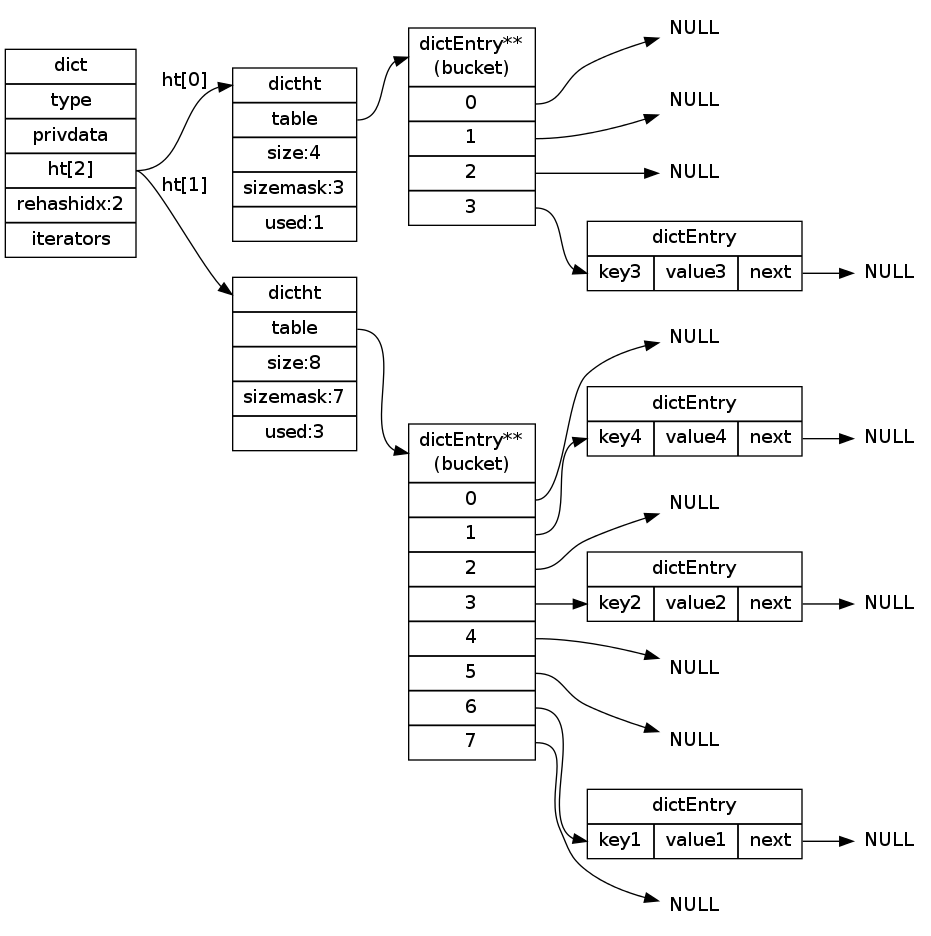 dict
type
privdata
ht[2]
rehashidx:2
iterators
ht[0]
ht[1]
dictht
table
size:4
sizemask:3
used:1
dictht
table
size:8
sizemask:7
used:3
dictEntry**
(bucket)
0
1
2
3
NULL
NULL
NULL
dictEntry
key3 value3 next
NULL
dictEntry**
(bucket)
0
1
2
3
4
5
6
7
NULL
dictEntry
key4 value4 next
NULL
NULL
dictEntry
key2 value2 next
NULL
NULL
NULL
dictEntry
key1 value1 next
NULL
NULL